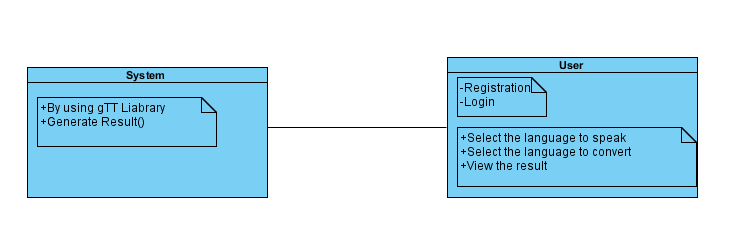 System
+By using gTT Liabrary
+Generate Result()
User
-Registration
-Login
+Select the language to speak
+Select the language to convert
+View the result